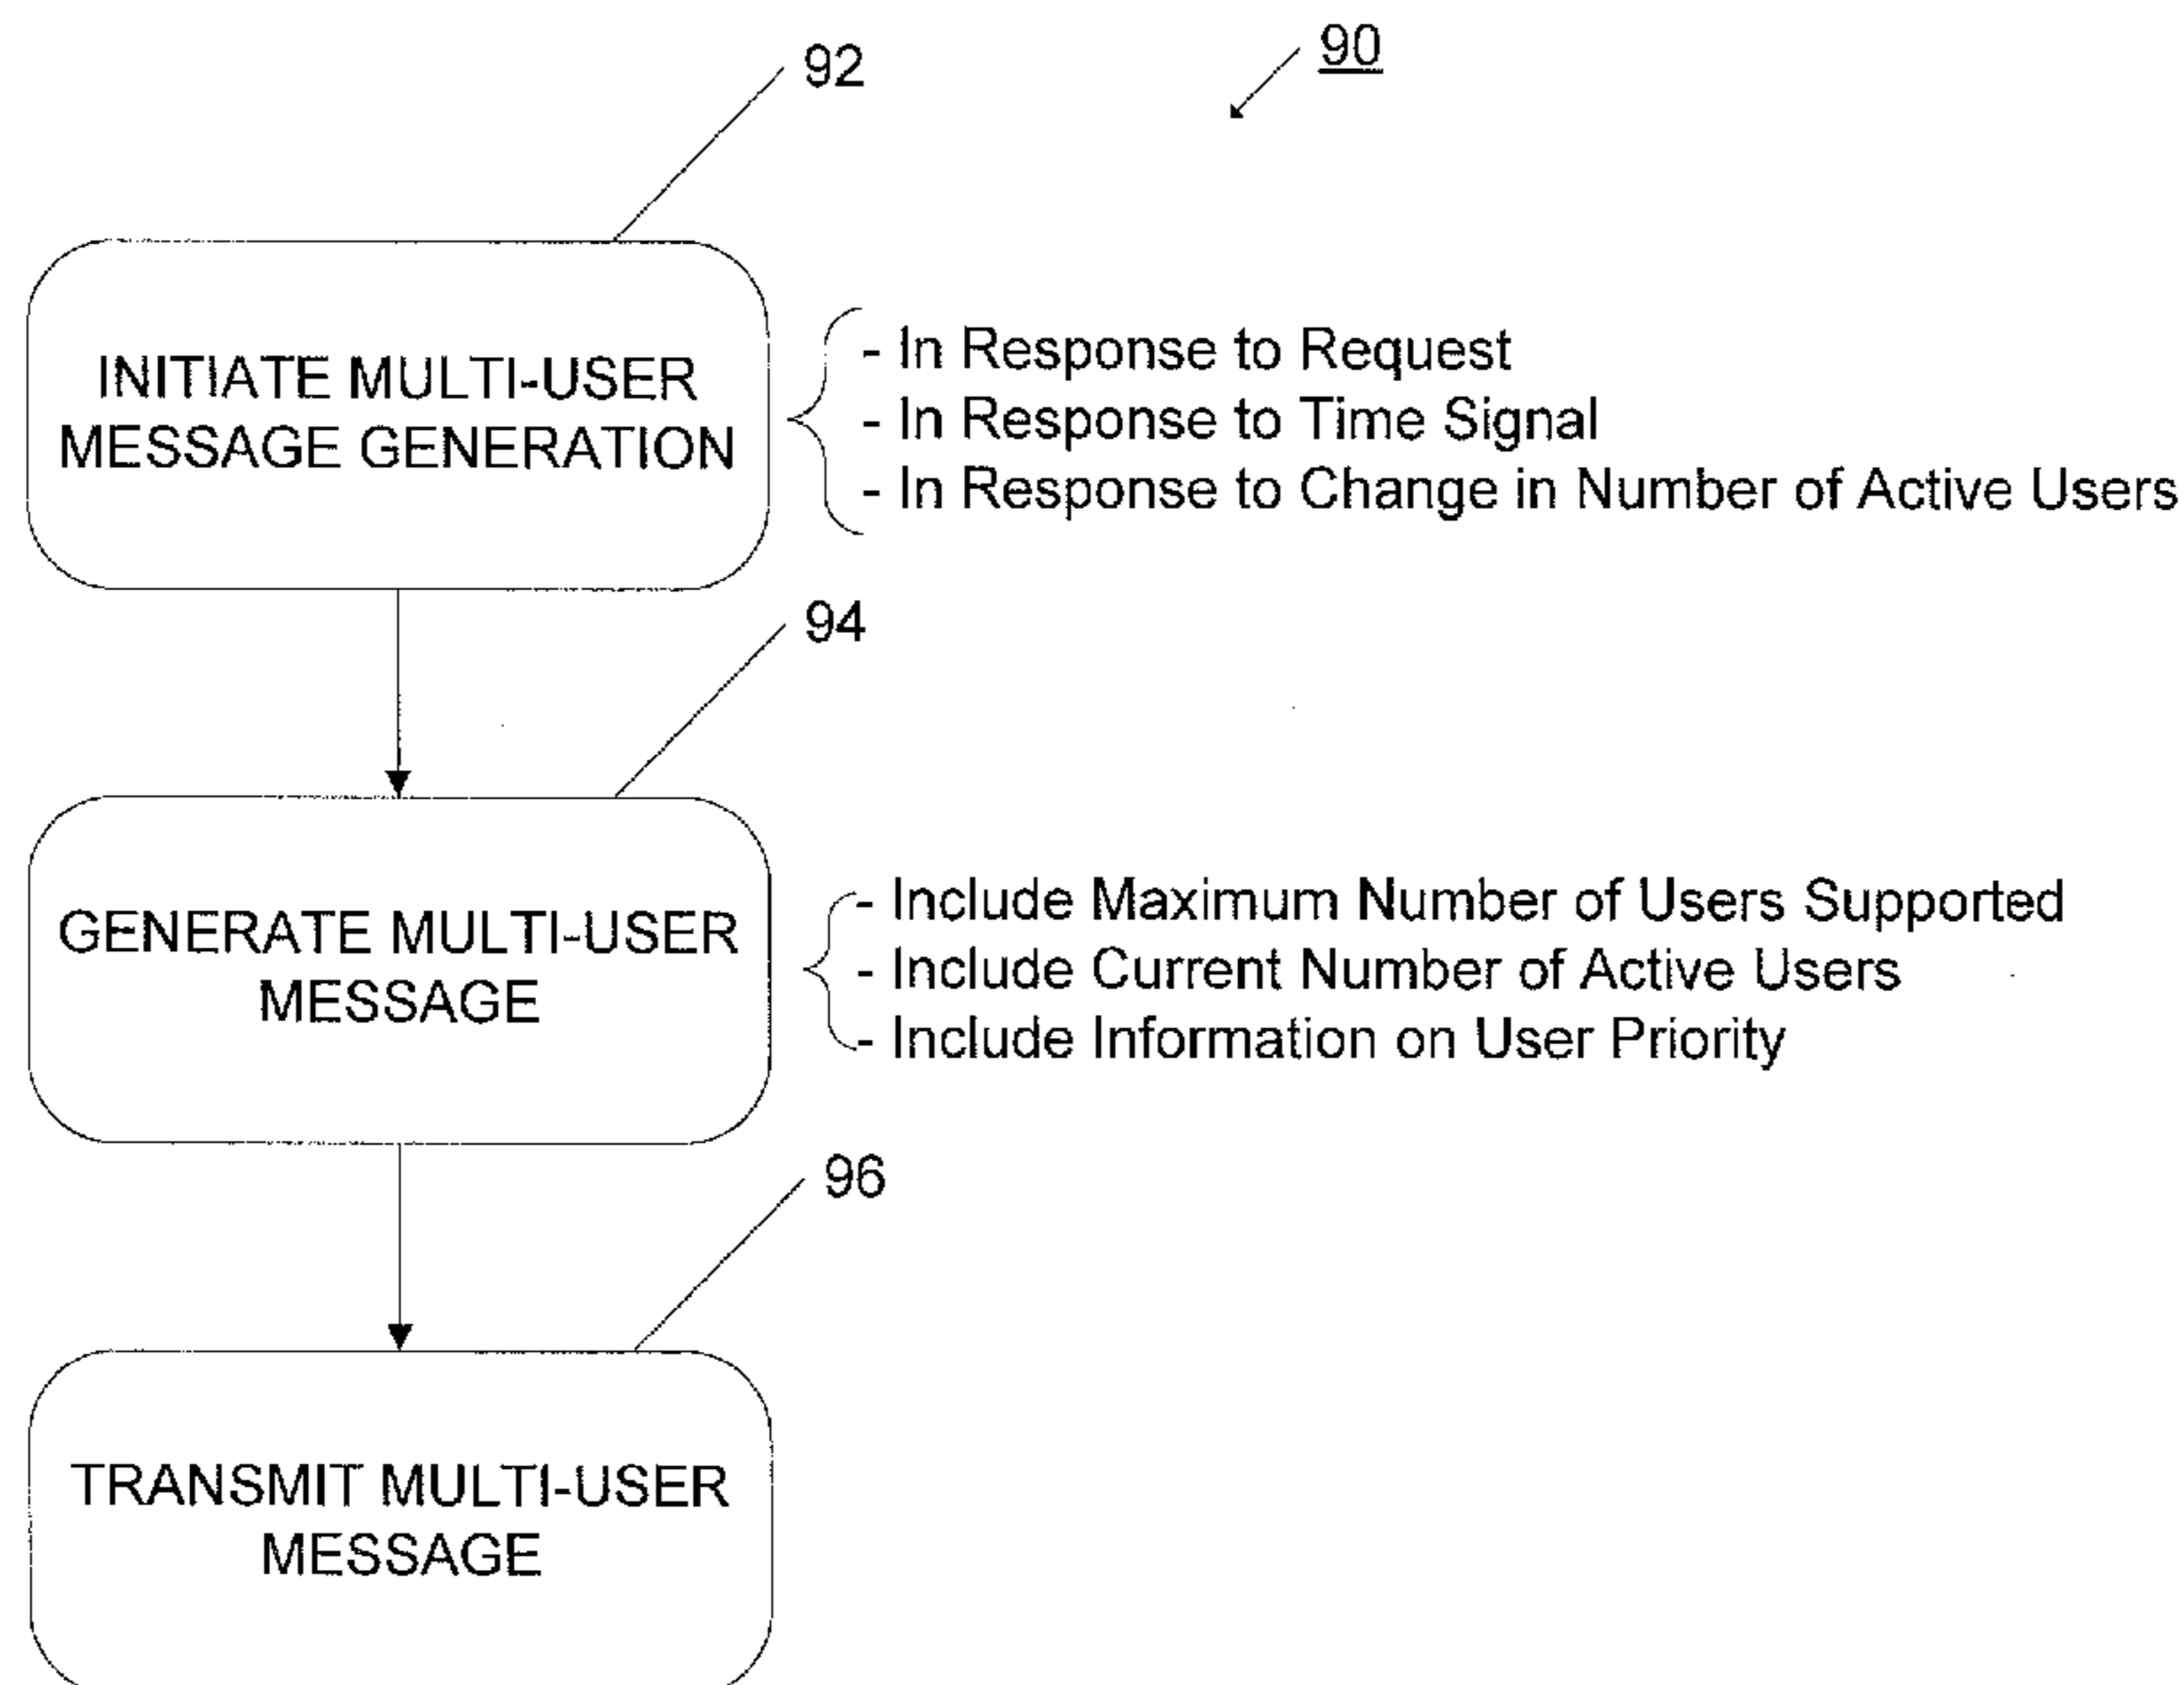 90
92
INITIATE MULTI-USER
MESSAGE GENERATION
- In Response to Request
- In Response to Time Signal
- In Response to Change in Number of Active Users
94
GENERATE MULTI-USER
MESSAGE
- Include Maximum Number of Users Supported
- Include Current Number of Active Users
- Include Information on User Priority
96
TRANSMIT MULTI-USER
MESSAGE